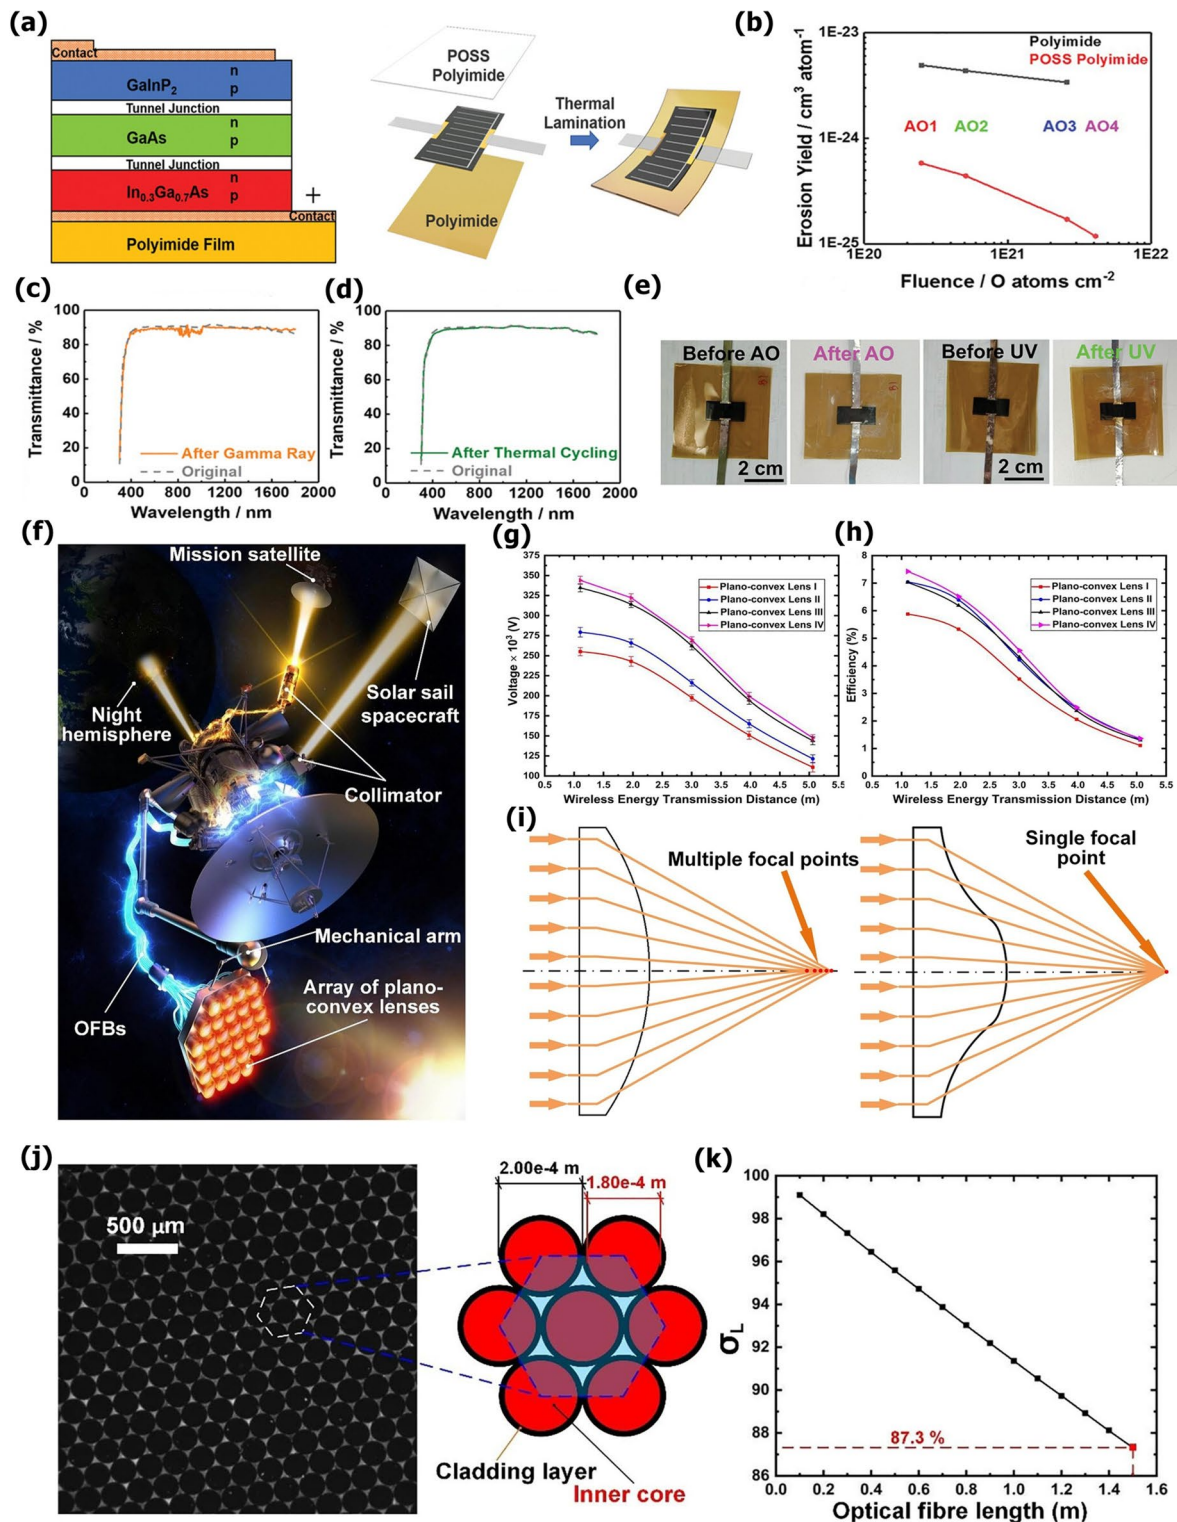 (a)
Contact
GaInP2
n
p
Tunnel Junction
GaAs
n
p
Tunnel Junction
In0.3Ga0.7As
n
p
+
Contact
Polyimide Film
POSS
Polyimide
Polyimide
Thermal
Lamination
(b)
Erosion Yield / cm3 atom-1
1E-23
1E-24
1E-25
Polyimide
POSS Polyimide
AO1
AO2
AO3
AO4
1E20
1E21
1E22
Fluence / O atoms cm-2
(c)
Transmittance / %
100
80
60
40
20
0
After Gamma Ray
Original
0
400
800
1200
1600
2000
Wavelength / nm
(d)
Transmittance / %
100
80
60
40
20
0
After Thermal Cycling
Original
0
400
800
1200
1600
2000
Wavelength / nm
(e)
Before AO
2 cm
After AO
Before UV
2 cm
After UV
(f)
Mission satellite
Solar sail
spacecraft
Night
hemisphere
Collimator
Mechanical arm
Array of plano-
convex lenses
OFBs
(g)
Voltage × 10³ (V)
375
350
325
300
275
250
225
200
175
150
125
100
Plano-convex Lens I
Plano-convex Lens II
Plano-convex Lens III
Plano-convex Lens IV
0.5
1.0
1.5
2.0
2.5
3.0
3.5
4.0
4.5
5.0
5.5
Wireless Energy Transmission Distance (m)
(h)
Efficiency (%)
8
7
6
5
4
3
2
1
0
Plano-convex Lens I
Plano-convex Lens II
Plano-convex Lens III
Plano-convex Lens IV
0.5
1.0
1.5
2.0
2.5
3.0
3.5
4.0
4.5
5.0
5.5
Wireless Energy Transmission Distance (m)
(i)
Multiple focal points
Single focal
point
(j)
500 µm
2.00e-4 m
1.80e-4 m
Cladding layer
Inner core
(k)
σL
100
98
96
94
92
90
88
86
87.3 %
0.0
0.2
0.4
0.6
0.8
1.0
1.2
1.4
1.6
Optical fibre length (m)